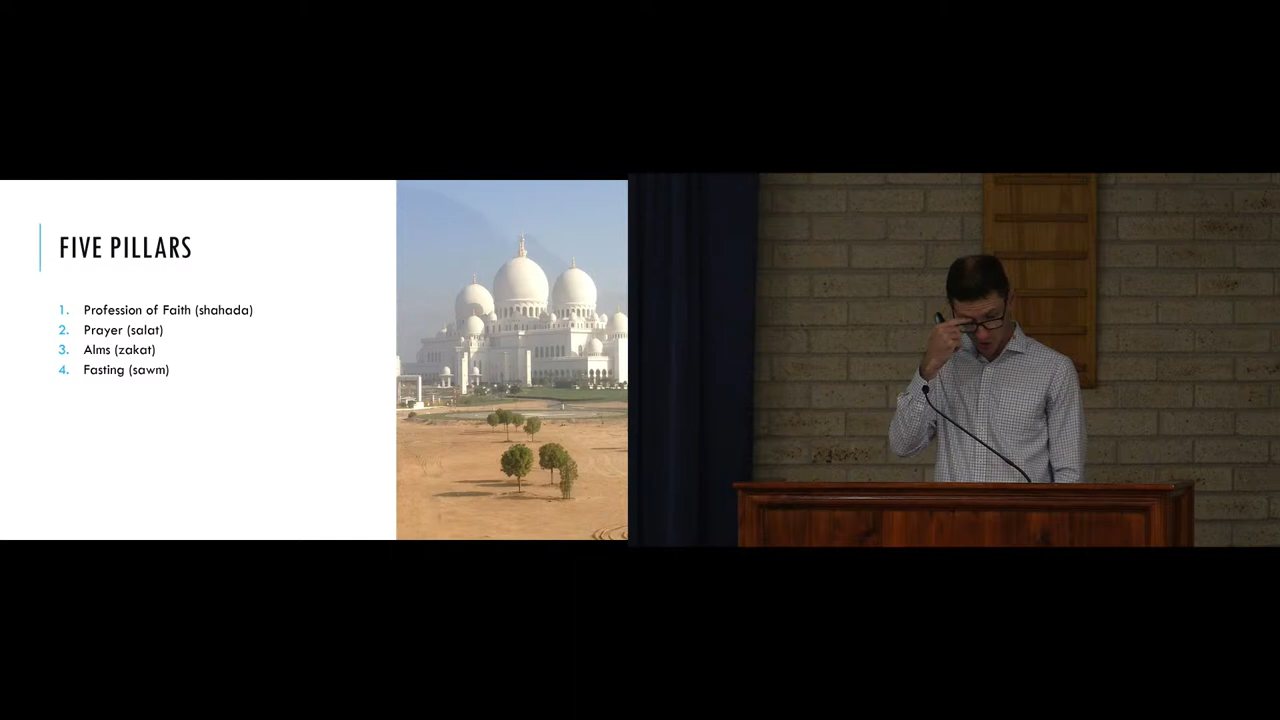 FIVE PILLARS
1. Profession of Faith (shahada)
2. Prayer (salat)
3. Alms (zakat)
4. Fasting (sawm)